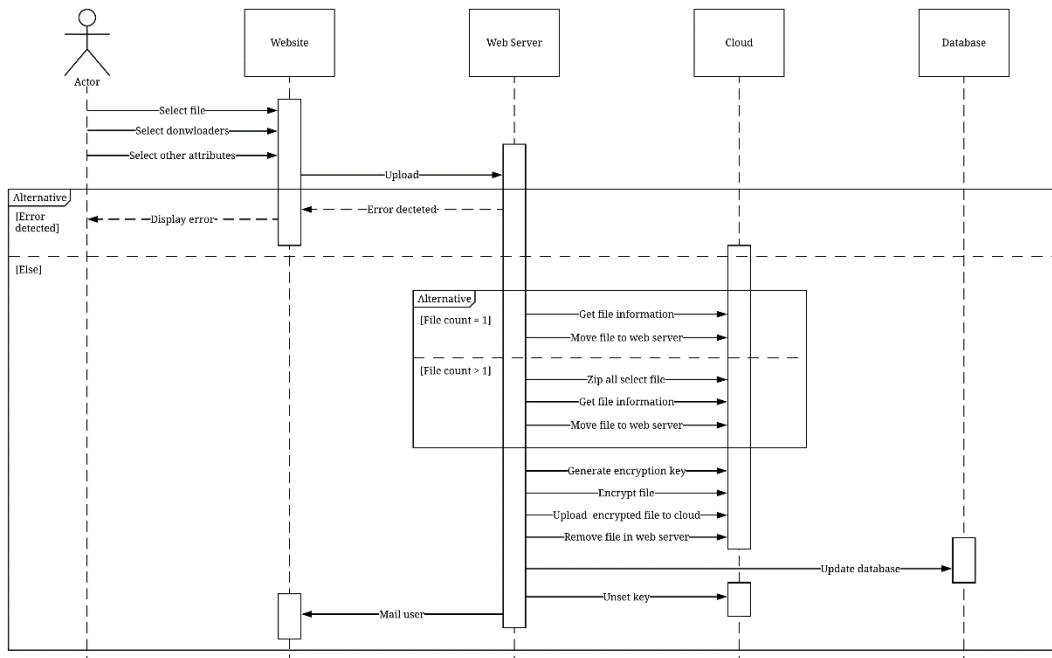 Website
Web Server
Cloud
Database
Actor
Select file
Select donwloaders
Select other attributes
Upload
Alternative
[Error
detected]
Error decteted
Display error
[Else]
Alternative
[File count = 1]
Get file information
Move file to web server
[File count > 1]
Zip all select file
Get file information
Move file to web server
Generate encryption key
Encrypt file
Upload encrypted file to cloud
Remove file in web server
Update database
Unset key
Mail user